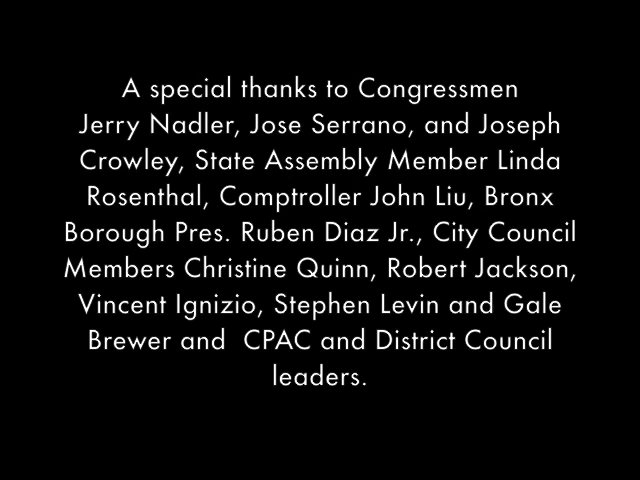 A special thanks to Congressmen
Jerry Nadler, Jose Serrano, and Joseph
Crowley, State Assembly Member Linda
Rosenthal, Comptroller John Liu, Bronx
Borough Pres. Ruben Diaz Jr., City Council
Members Christine Quinn, Robert Jackson,
Vincent Ignizio, Stephen Levin and Gale
Brewer and  CPAC and District Council
leaders.